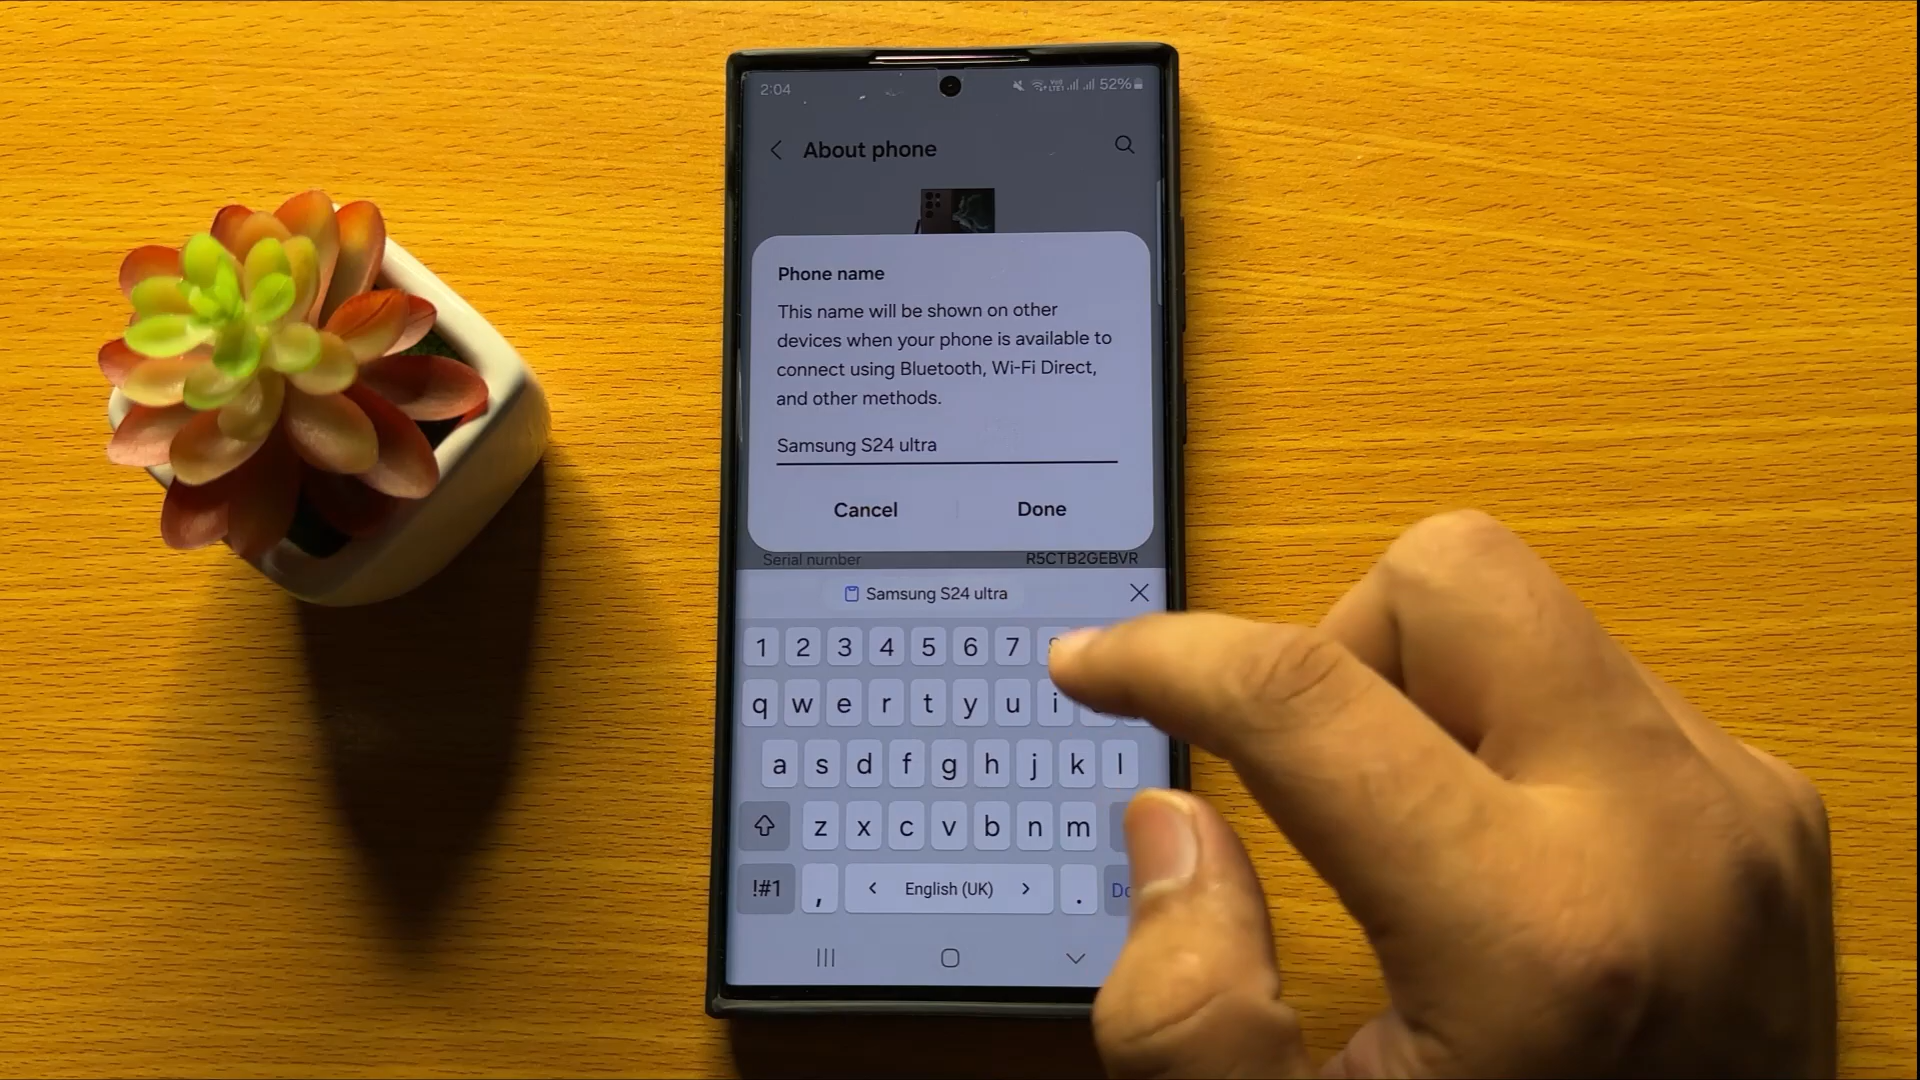 2:04 52%
About phone
Phone name
This name will be shown on other
devices when your phone is available to
connect using Bluetooth, Wi-Fi Direct,
and other methods.
Samsung S24 ultra
Cancel Done
Serial number R5CTB2GEBVR
Samsung S24 ultra
1 2 3 4 5 6 7
q w e r t y u i
a s d f g h j k l
z x c v b n m
!#1 , < English (UK) > .